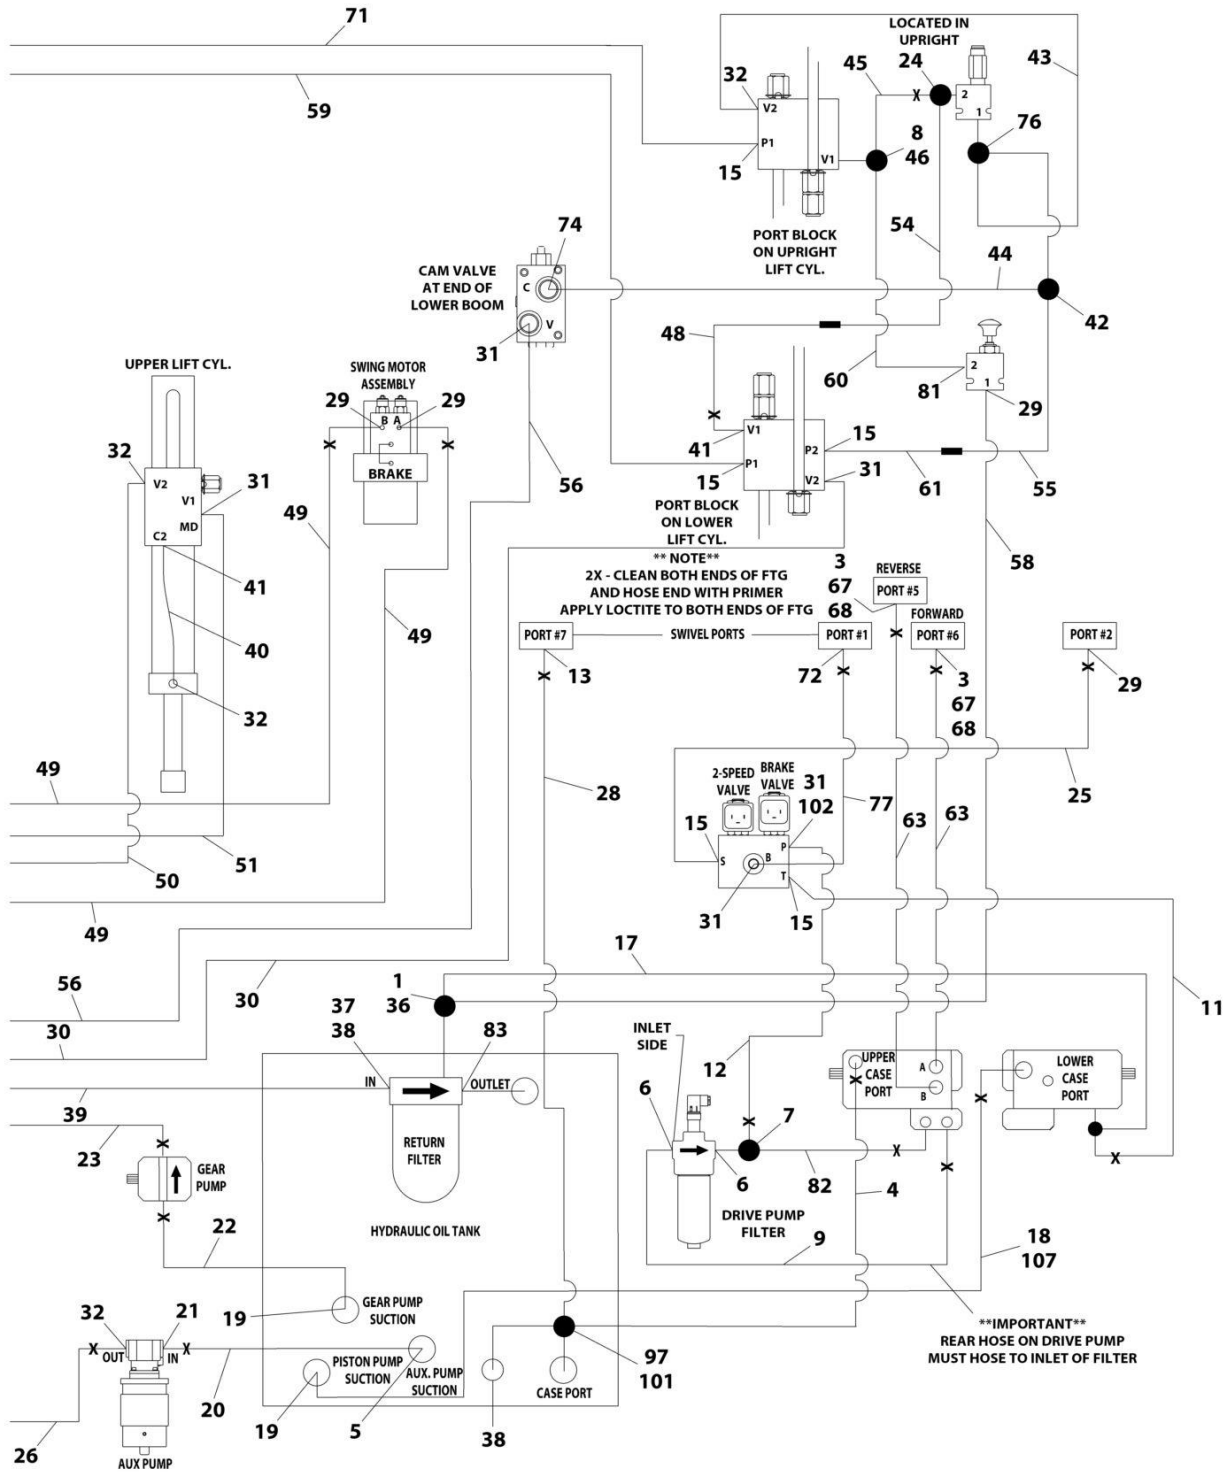 71
LOCATED IN
UPRIGHT
24
43
45
32
59
V2
2
1
76
8
46
P1
V1
15
54
PORT BLOCK
ON UPRIGHT
LIFT CYL.
74
44
CAM VALVE
AT END OF
LOWER BOOM
C
V
31
48
42
60
2
1
81
29
UPPER LIFT CYL.
SWING MOTOR
ASSEMBLY
29
B
A
29
BRAKE
V1
41
P1
15
P2
V2
15
31
61
55
32
V2
V1
MD
C2
31
56
49
41
PORT BLOCK
ON LOWER
LIFT CYL.
** NOTE**
2X - CLEAN BOTH ENDS OF FTG
AND HOSE END WITH PRIMER
APPLY LOCTITE TO BOTH ENDS OF FTG
58
3
67
68
REVERSE
PORT #5
FORWARD
PORT #7
SWIVEL PORTS
PORT #1
PORT #6
PORT #2
40
49
13
72
3
67
68
29
32
49
28
2-SPEED
VALVE
BRAKE
VALVE
31
102
77
63
63
25
15
S
B
P
T
51
50
31
15
49
17
11
56
30
30
1
36
37
38
83
INLET
SIDE
12
IN
OUTLET
UPPER
CASE
PORT
A
B
LOWER
CASE
PORT
39
23
6
7
RETURN
FILTER
GEAR
PUMP
6
82
4
DRIVE PUMP
FILTER
HYDRAULIC OIL TANK
22
9
18
107
19
GEAR PUMP
SUCTION
**IMPORTANT**
REAR HOSE ON DRIVE PUMP
MUST HOSE TO INLET OF FILTER
32
21
OUT
IN
PISTON PUMP
SUCTION
AUX. PUMP
SUCTION
CASE PORT
97
101
20
19
5
38
26
AUX PUMP